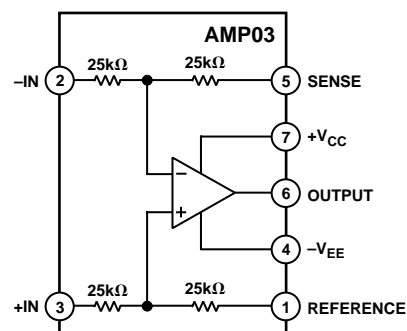 AMP03
25kΩ 25kΩ
–IN 2 5 SENSE
7 +VCC
–
6 OUTPUT
+
4 –VEE
25kΩ 25kΩ
+IN 3 1 REFERENCE